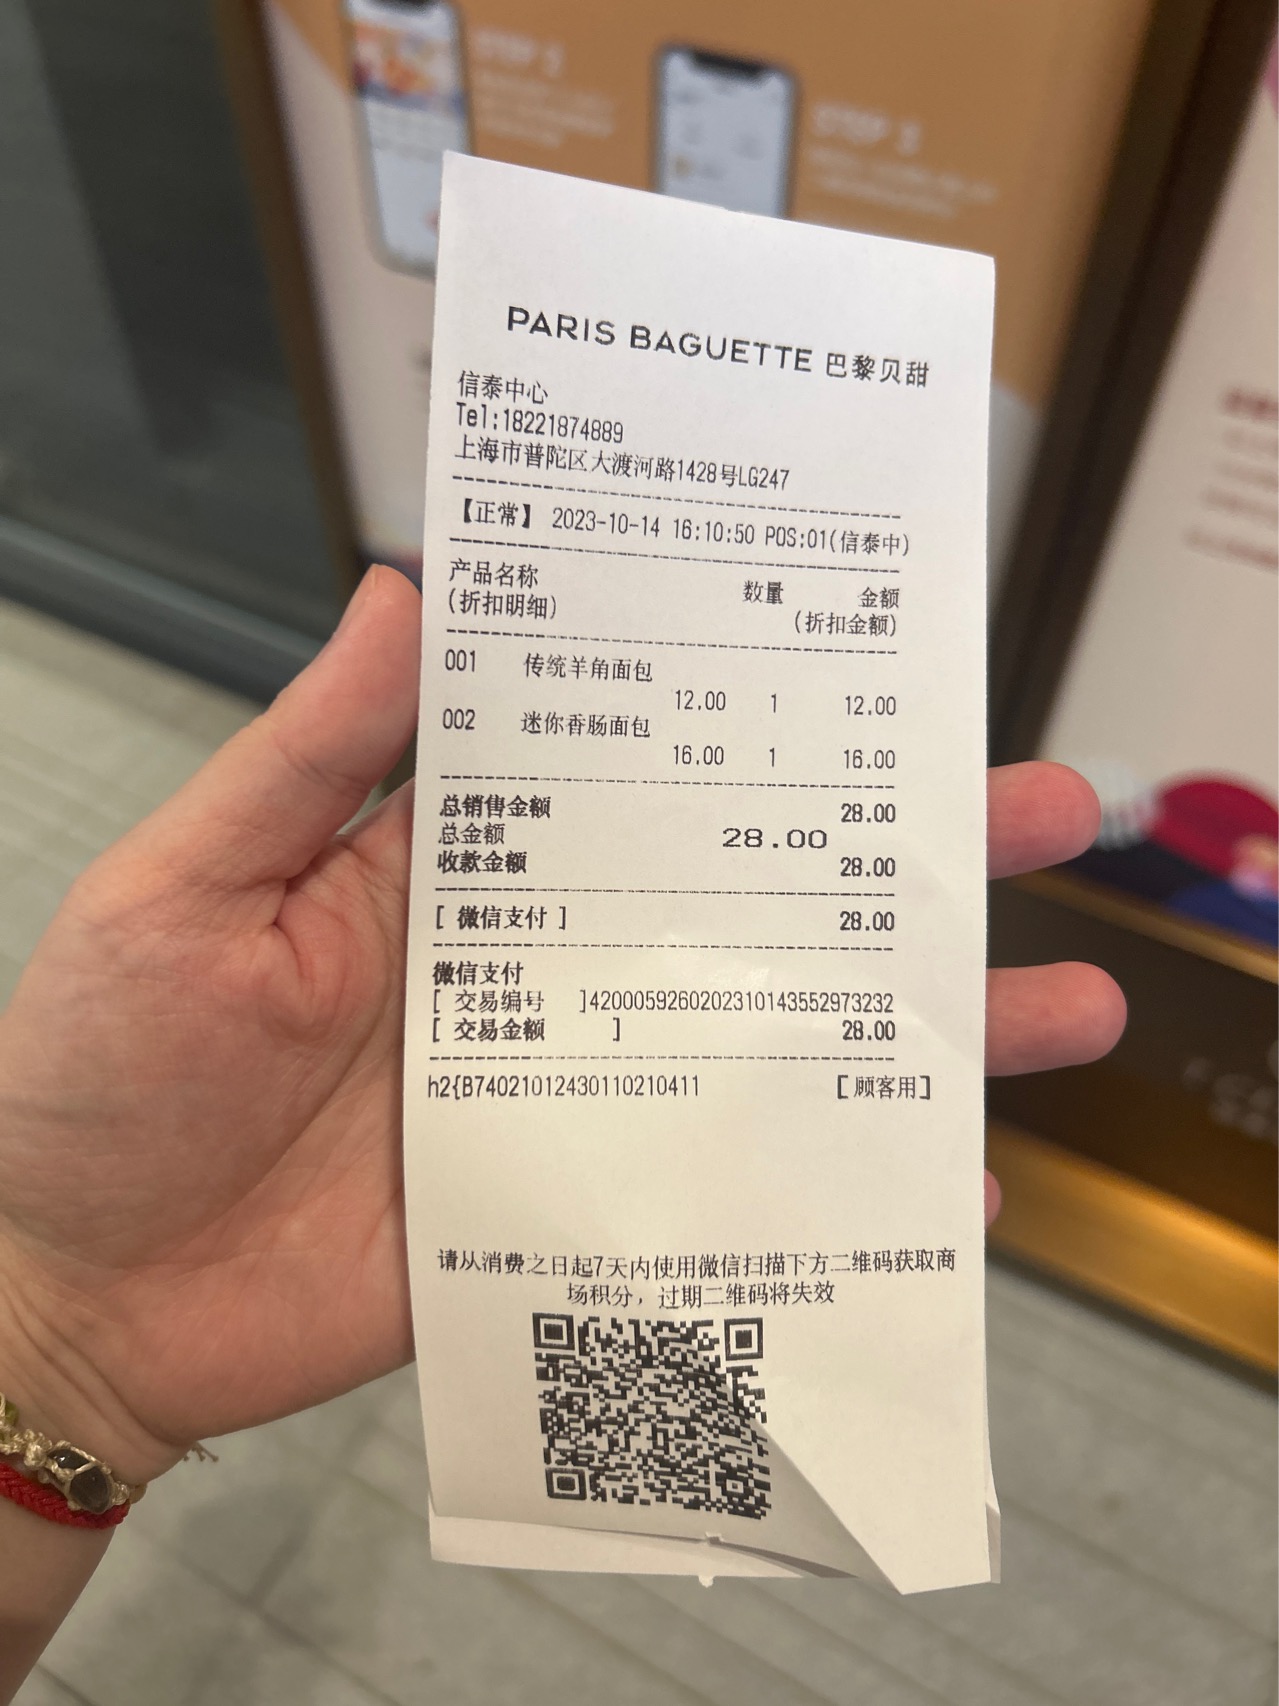 STEP 2
STEP 3
PARIS BAGUETTE 巴黎贝甜
信泰中心
Tel:18221874889
上海市普陀区大渡河路1428号LG247
【正常】 2023-10-14 16:10:50 POS:01(信泰中)
产品名称 数量 金额
(折扣明细) (折扣金额)
001 传统羊角面包
12.00 1 12.00
002 迷你香肠面包
16.00 1 16.00
总销售金额 28.00
总金额 28.00
收款金额 28.00
[ 微信支付 ] 28.00
微信支付
[ 交易编号 ]4200059260202310143552973232
[ 交易金额 ] 28.00
h2{B74021012430110210411 [顾客用]
请从消费之日起7天内使用微信扫描下方二维码获取商
场积分，过期二维码将失效